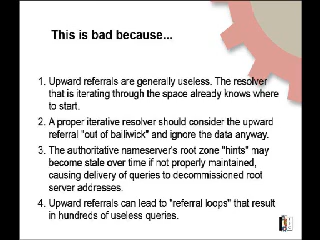 This is bad because...
1. Upward referrals are generally useless. The resolver
that is iterating through the space already knows where
to start.
2. A proper iterative resolver should consider the upward
referral "out of bailiwick" and ignore the data anyway.
3. The authoritative nameserver's root zone "hints" may
become stale over time if not properly maintained,
causing delivery of queries to decommissioned root
server addresses.
4. Upward referrals can lead to "referral loops" that result
in hundreds of useless queries.